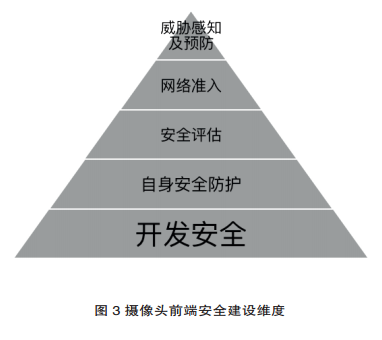 威胁感知
及预防
网络准入
安全评估
自身安全防护
开发安全
图 3 摄像头前端安全建设维度